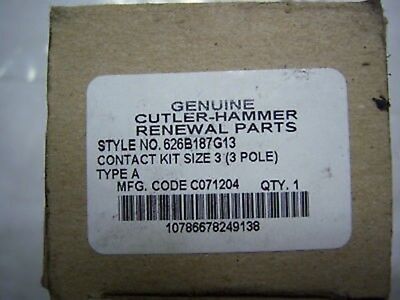 GENUINE
CUTLER-HAMMER
RENEWAL PARTS
STYLE NO. 626B187G13
CONTACT KIT SIZE 3 (3 POLE)
TYPE A
MFG. CODE C071204 QTY. 1
10786678249138